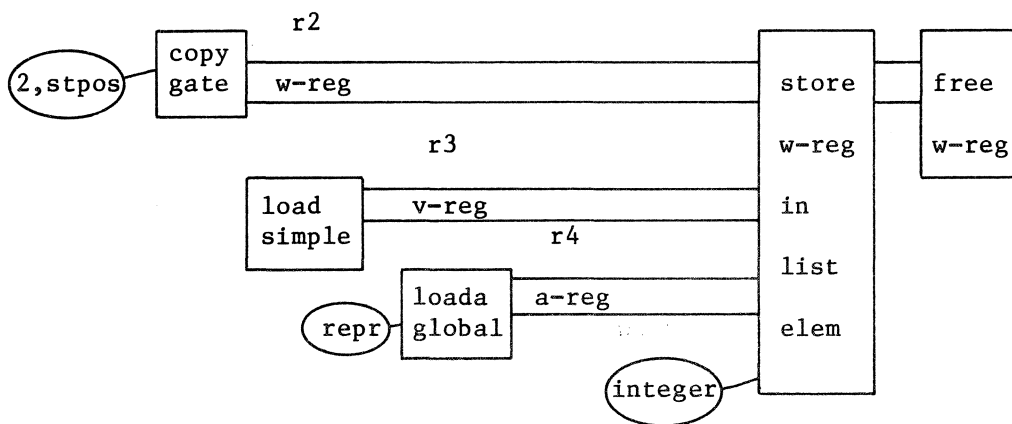 r2
copy
gate
2,stpos
w-reg
store
free
w-reg
w-reg
r3
load
simple
v-reg
in
r4
list
loada
global
a-reg
repr
elem
integer